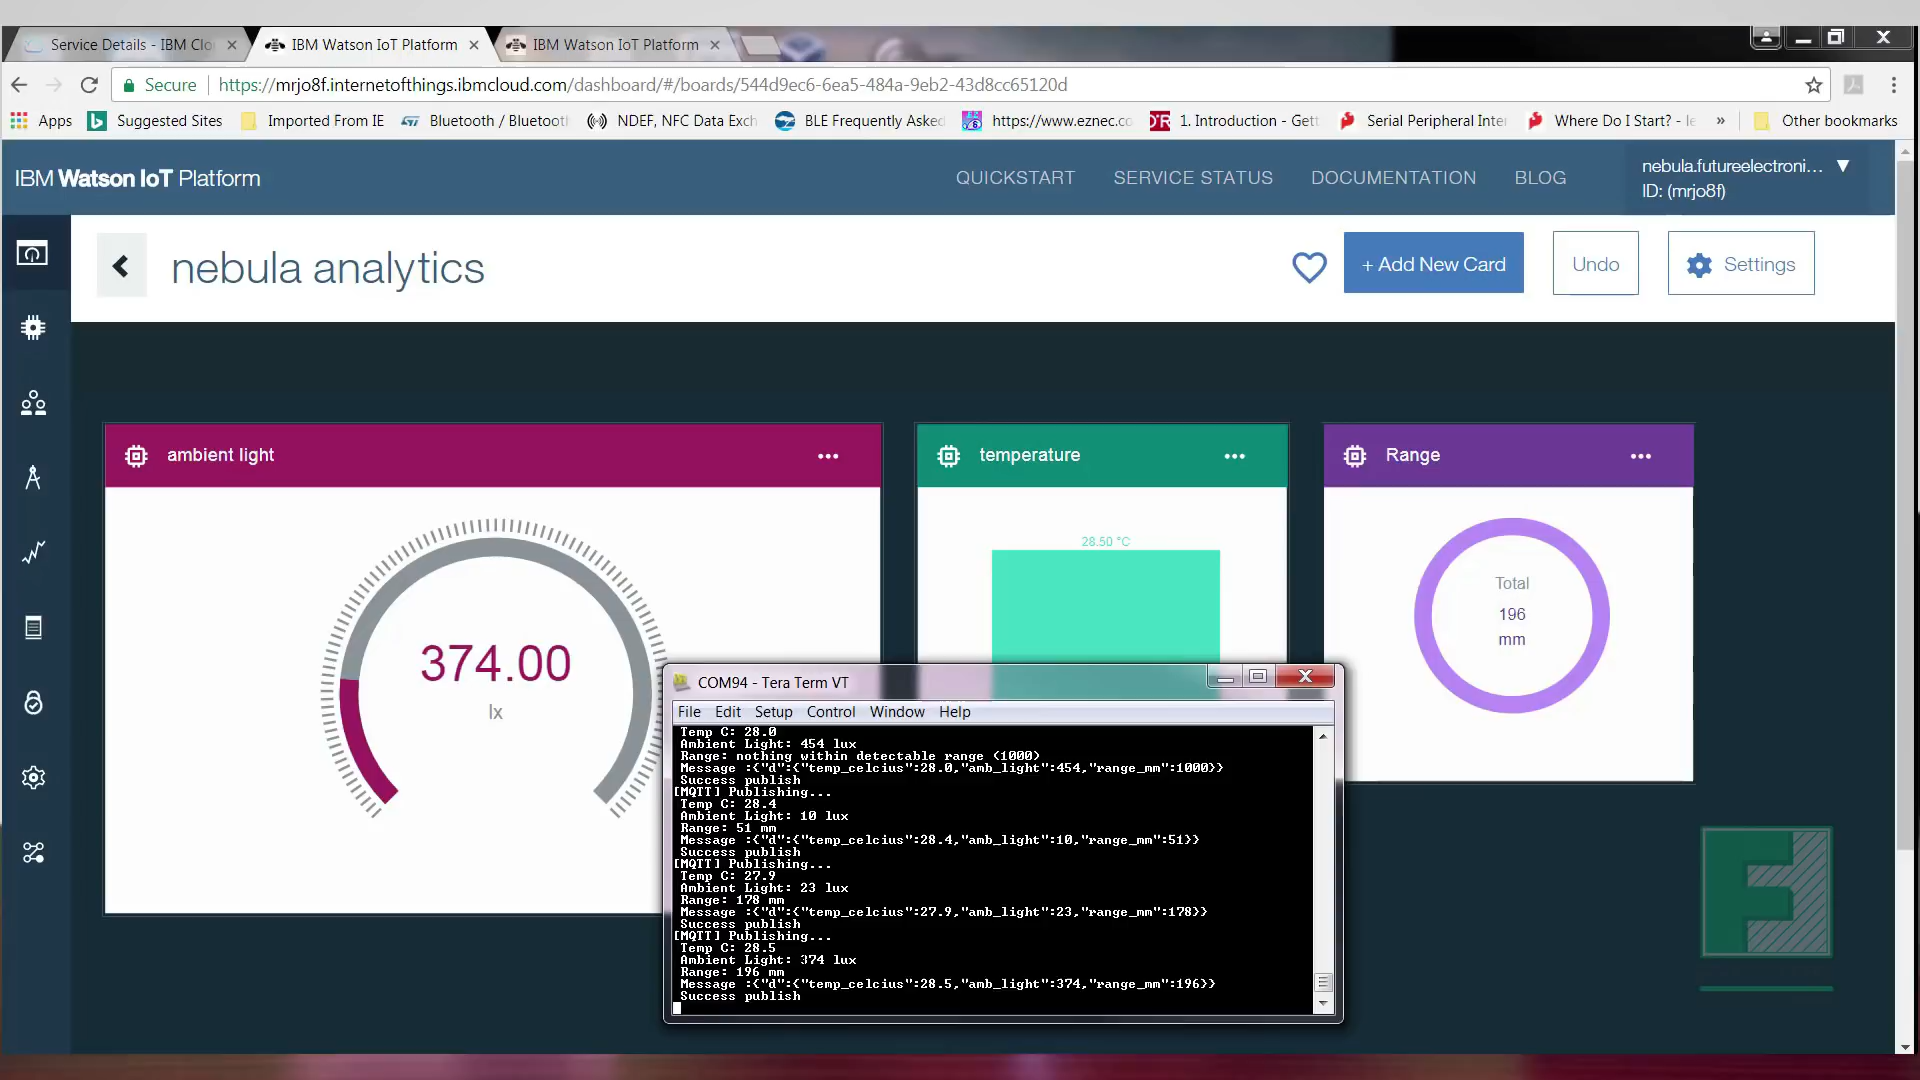 Service Details - IBM Clo
IBM Watson IoT Platform
IBM Watson IoT Platform
Secure
https://mrjo8f.internetofthings.ibmcloud.com/dashboard/#/boards/544d9ec6-6ea5-484a-9eb2-43d8cc65120d
Apps
Suggested Sites
Imported From IE
Bluetooth / Bluetooth
NDEF, NFC Data Exch
BLE Frequently Asked
https://www.eznec.co
1. Introduction - Gett
Serial Peripheral Inter
Where Do I Start? - le
»
Other bookmarks
IBM Watson IoT Platform
QUICKSTART
SERVICE STATUS
DOCUMENTATION
BLOG
nebula.futureelectroni...
ID: (mrjo8f)
nebula analytics
+ Add New Card
Undo
Settings
ambient light
temperature
Range
374.00
lx
28.50 °C
Total
196
mm
COM94 - Tera Term VT
File Edit Setup Control Window Help
Temp C: 28.0
Ambient Light: 454 lux
Range: nothing within detectable range (1000)
Message :{"d":{"temp_celcius":28.0,"amb_light":454,"range_mm":1000}}
Success publish
[MQTT] Publishing...
Temp C: 28.4
Ambient Light: 10 lux
Range: 51 mm
Message :{"d":{"temp_celcius":28.4,"amb_light":10,"range_mm":51}}
Success publish
[MQTT] Publishing...
Temp C: 27.9
Ambient Light: 23 lux
Range: 178 mm
Message :{"d":{"temp_celcius":27.9,"amb_light":23,"range_mm":178}}
Success publish
[MQTT] Publishing...
Temp C: 28.5
Ambient Light: 374 lux
Range: 196 mm
Message :{"d":{"temp_celcius":28.5,"amb_light":374,"range_mm":196}}
Success publish